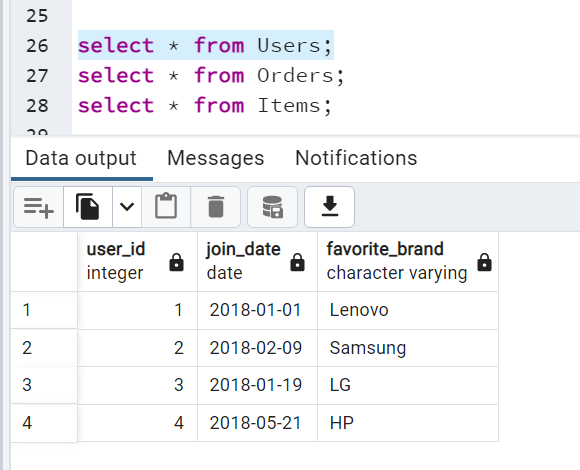 25
26 select * from Users;
27 select * from Orders;
28 select * from Items;
29
Data output Messages Notifications
user_id join_date favorite_brand
integer date character varying
1 1 2018-01-01 Lenovo
2 2 2018-02-09 Samsung
3 3 2018-01-19 LG
4 4 2018-05-21 HP